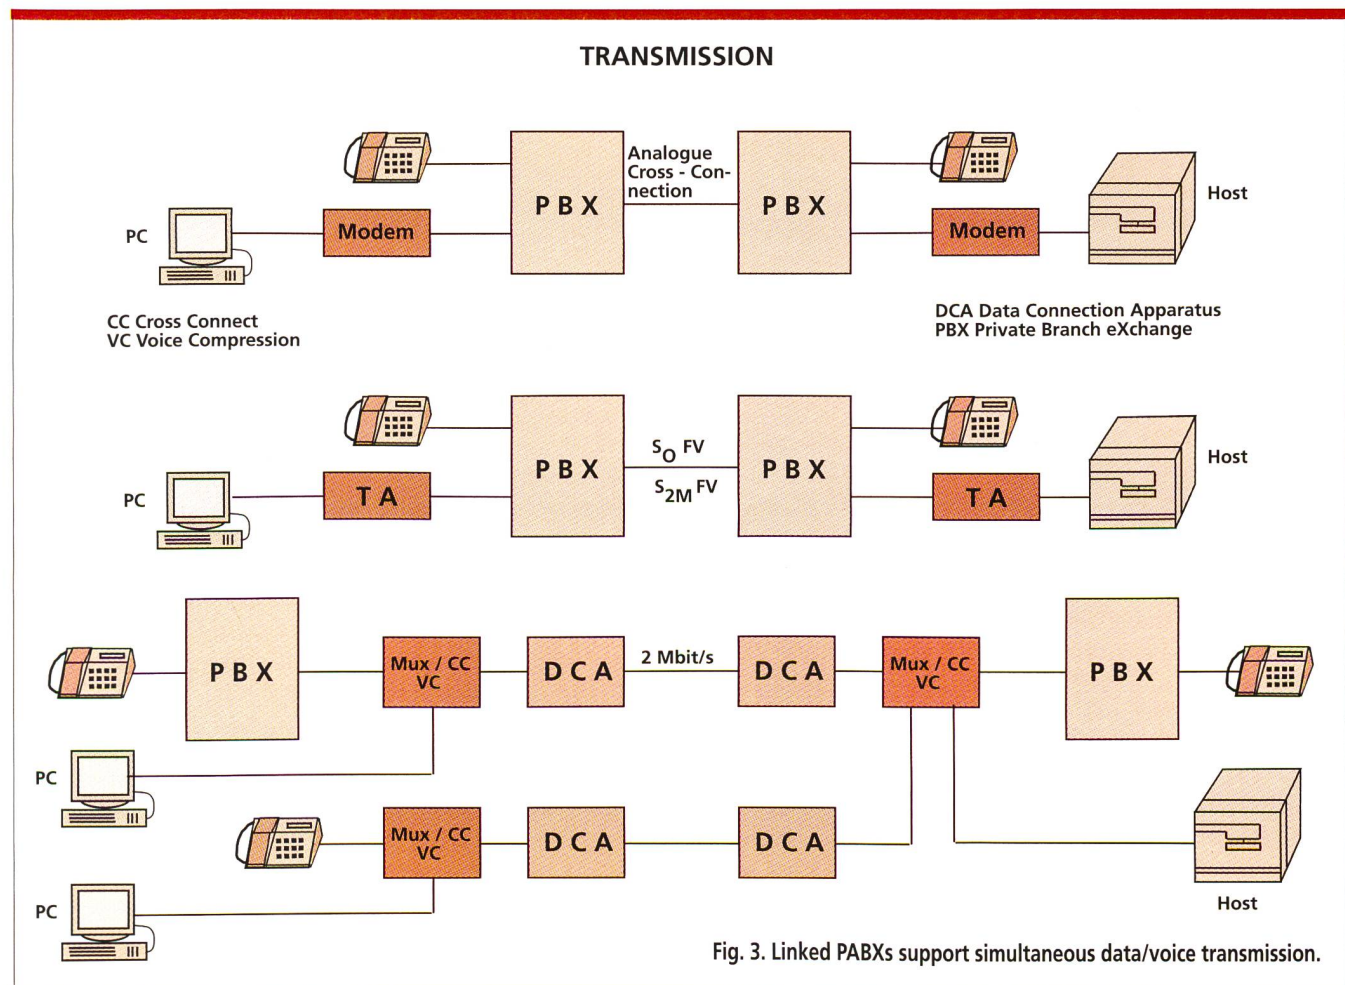 TRANSMISSION
Analogue
Cross - Con-
nection
PBX
PBX
Modem
Modem
PC
Host
CC Cross Connect
VC Voice Compression
DCA Data Connection Apparatus
PBX Private Branch eXchange
SO FV
S2M FV
PBX
PBX
TA
TA
PC
Host
PBX
Mux / CC
VC
DCA
2 Mbit/s
DCA
Mux / CC
VC
PBX
PC
Mux / CC
VC
DCA
DCA
PC
Host
Fig. 3. Linked PABXs support simultaneous data/voice transmission.